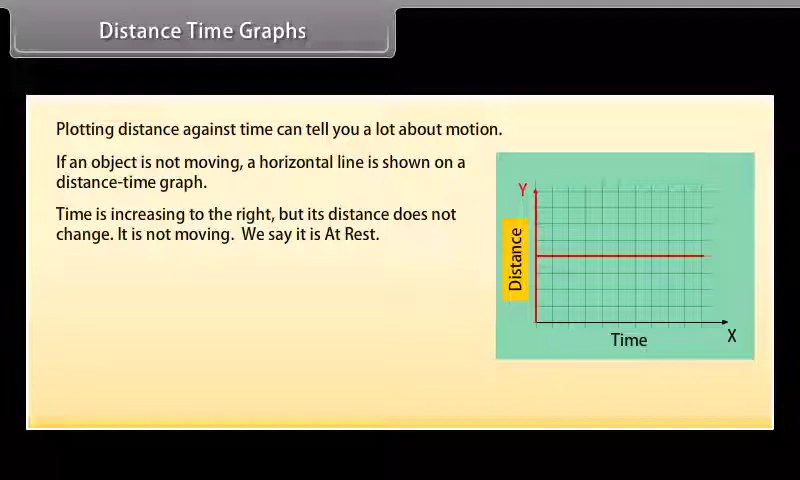 Distance Time Graphs
Plotting distance against time can tell you a lot about motion.
If an object is not moving, a horizontal line is shown on a
distance-time graph.
Time is increasing to the right, but its distance does not
change. It is not moving.  We say it is At Rest.
Y
Distance
Time
X